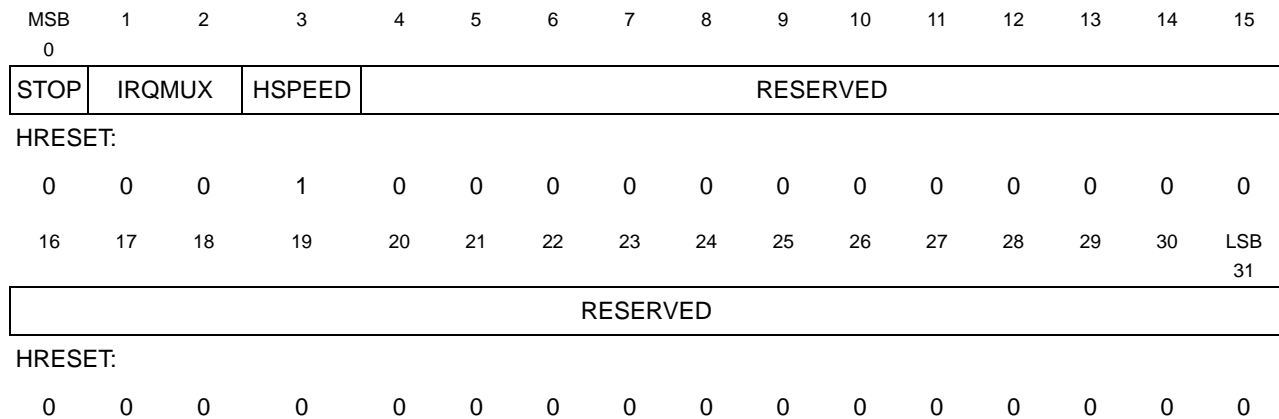 MSB 1 2 3 4 5 6 7 8 9 10 11 12 13 14 15
0
STOP IRQMUX HSPEED RESERVED
HRESET:
0 0 0 1 0 0 0 0 0 0 0 0 0 0 0 0
16 17 18 19 20 21 22 23 24 25 26 27 28 29 30 LSB
31
RESERVED
HRESET:
0 0 0 0 0 0 0 0 0 0 0 0 0 0 0 0